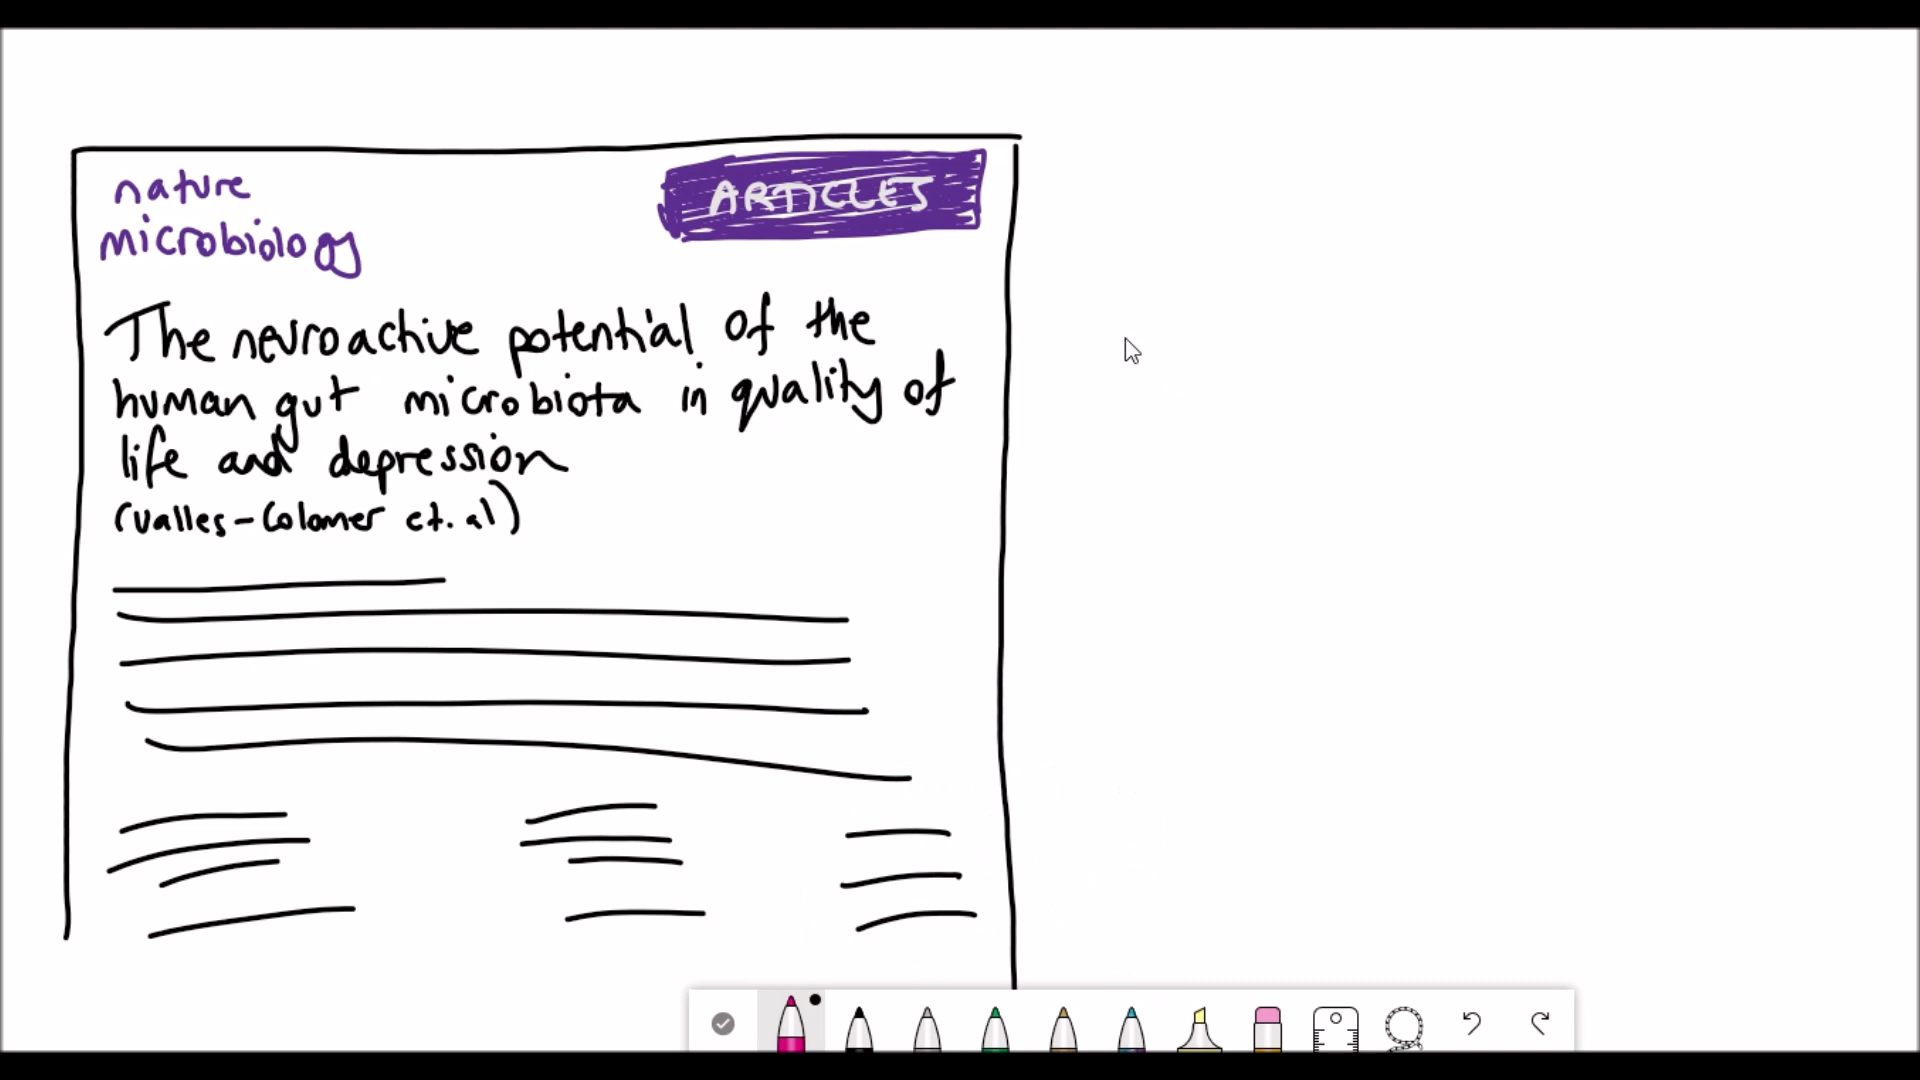 nature
microbiology
ARTICLES
The neuroactive potential of the
human gut microbiota in quality of
life and depression
(Valles-Colomer et. al)